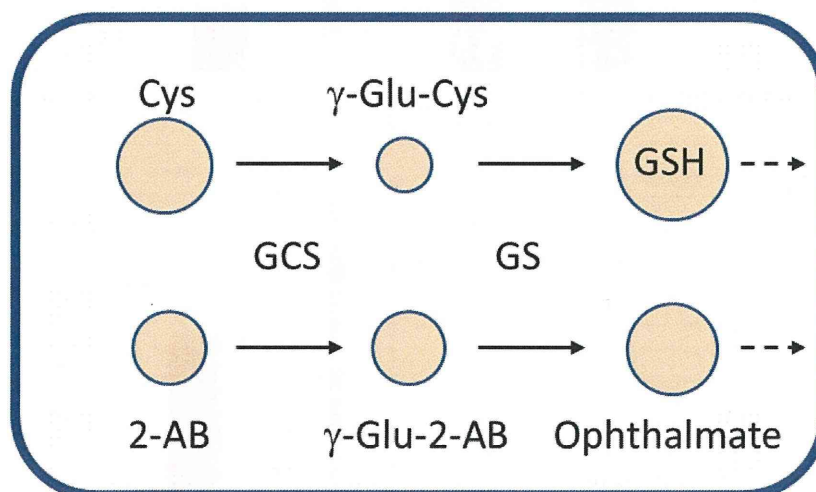 Cys γ-Glu-Cys
GSH
GCS GS
2-AB γ-Glu-2-AB Ophthalmate